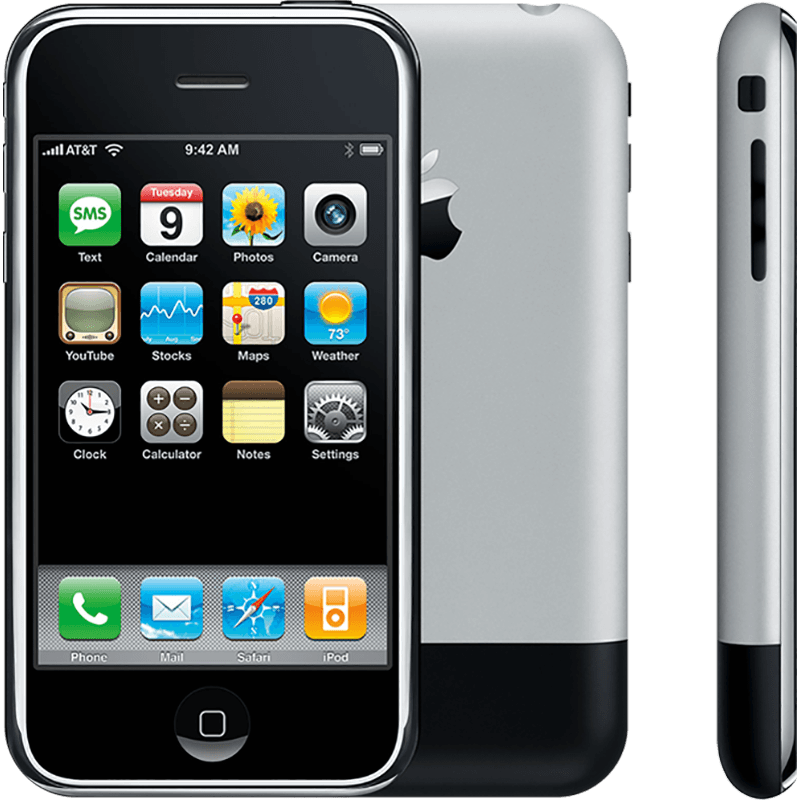 AT&T 9:42 AM
SMS Tuesday
9
Text Calendar Photos Camera
280
73°
YouTube Stocks Maps Weather
Clock Calculator Notes Settings
Phone Mail Safari iPod